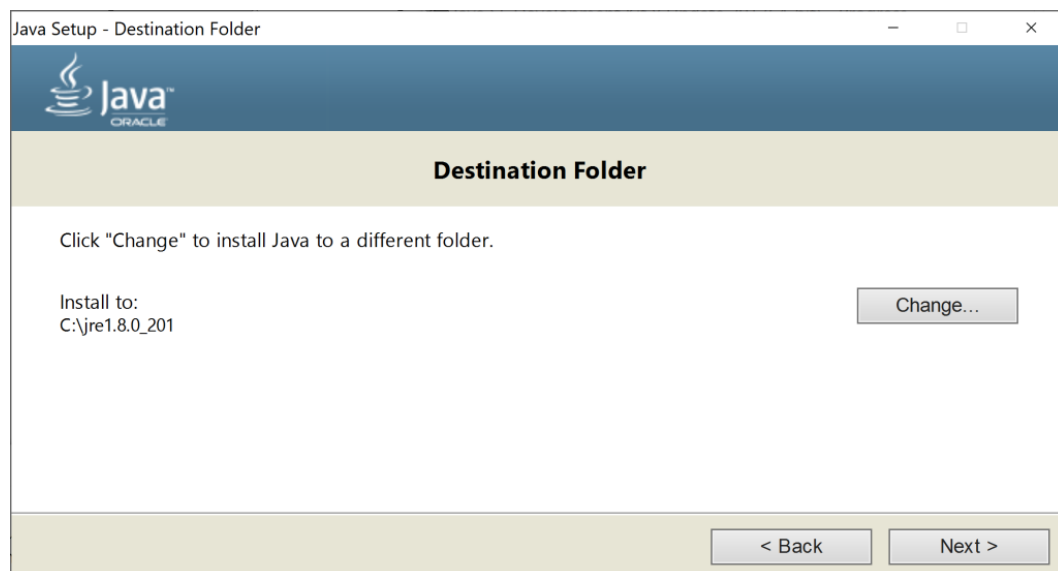 Java Setup - Destination Folder
Java™
ORACLE
Destination Folder
Click "Change" to install Java to a different folder.
Install to:
Change...
C:\jre1.8.0_201
< Back
Next >